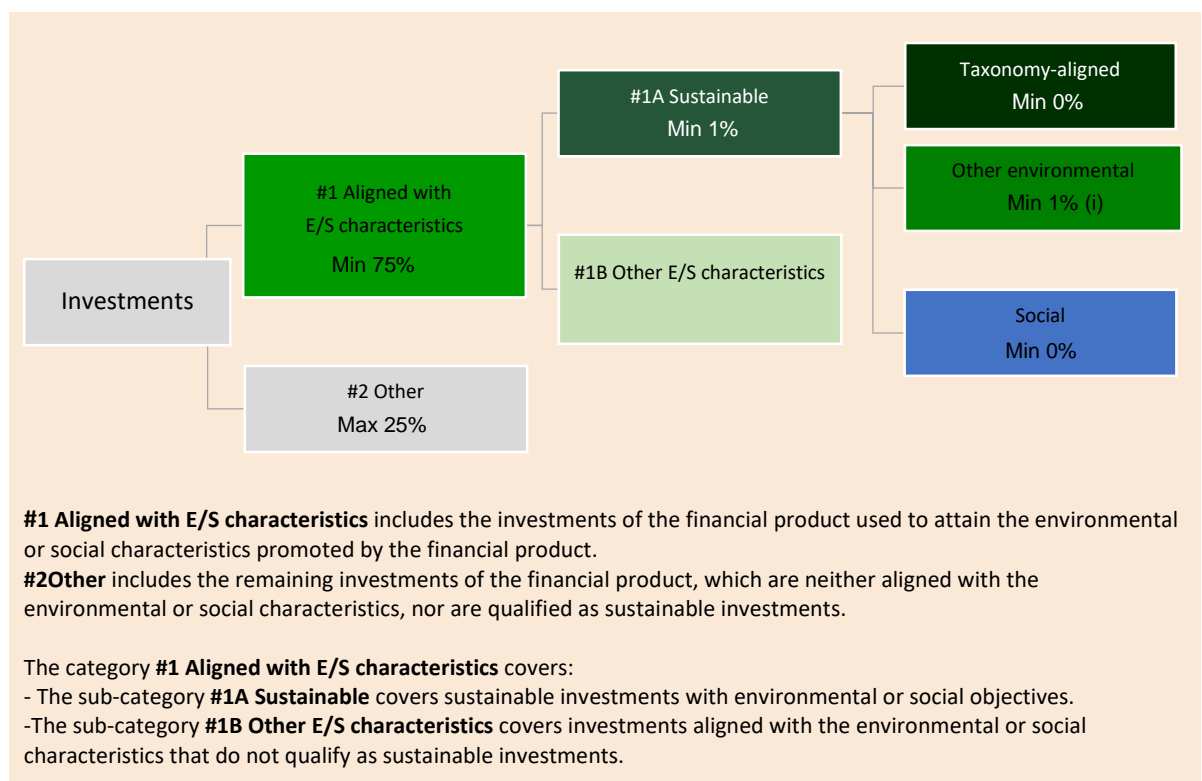 Investments
#1 Aligned with
E/S characteristics
Min 75%
#2 Other
Max 25%
#1A Sustainable
Min 1%
#1B Other E/S characteristics
Taxonomy-aligned
Min 0%
Other environmental
Min 1% (i)
Social
Min 0%
#1 Aligned with E/S characteristics includes the investments of the financial product used to attain the environmental
or social characteristics promoted by the financial product.
#2Other includes the remaining investments of the financial product, which are neither aligned with the
environmental or social characteristics, nor are qualified as sustainable investments.
The category #1 Aligned with E/S characteristics covers:
- The sub-category #1A Sustainable covers sustainable investments with environmental or social objectives.
-The sub-category #1B Other E/S characteristics covers investments aligned with the environmental or social
characteristics that do not qualify as sustainable investments.